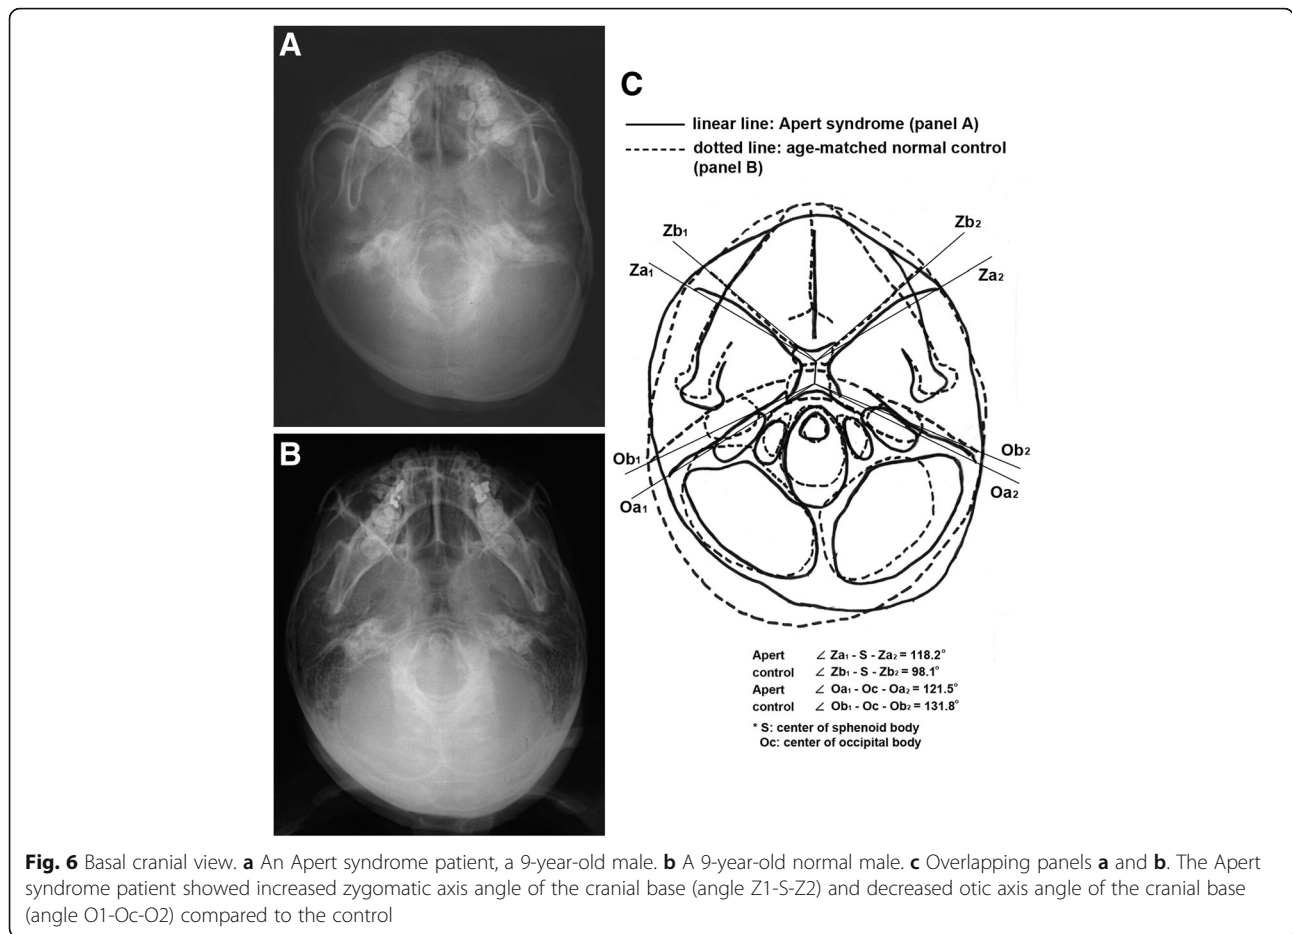 A
B
C
linear line: Apert syndrome (panel A)
dotted line: age-matched normal control
(panel B)
Zb₁
Zb₂
Za₁
Za₂
Ob₁
Ob₂
Oa₁
Oa₂
Apert ∠ Za₁ - S - Za₂ = 118.2°
control ∠ Zb₁ - S - Zb₂ = 98.1°
Apert ∠ Oa₁ - Oc - Oa₂ = 121.5°
control ∠ Ob₁ - Oc - Ob₂ = 131.8°
* S: center of sphenoid body
Oc: center of occipital body
Fig. 6 Basal cranial view. a An Apert syndrome patient, a 9-year-old male. b A 9-year-old normal male. c Overlapping panels a and b. The Apert
syndrome patient showed increased zygomatic axis angle of the cranial base (angle Z1-S-Z2) and decreased otic axis angle of the cranial base
(angle O1-Oc-O2) compared to the control